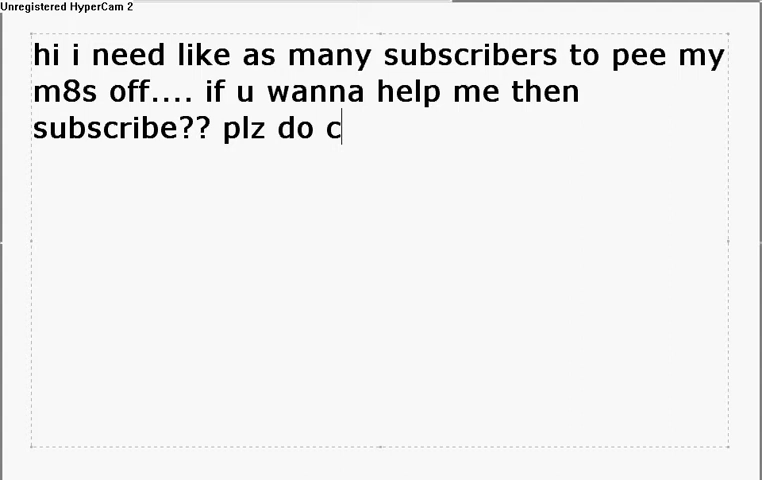 Unregistered HyperCam 2
hi i need like as many subscribers to pee my
m8s off.... if u wanna help me then
subscribe?? plz do c